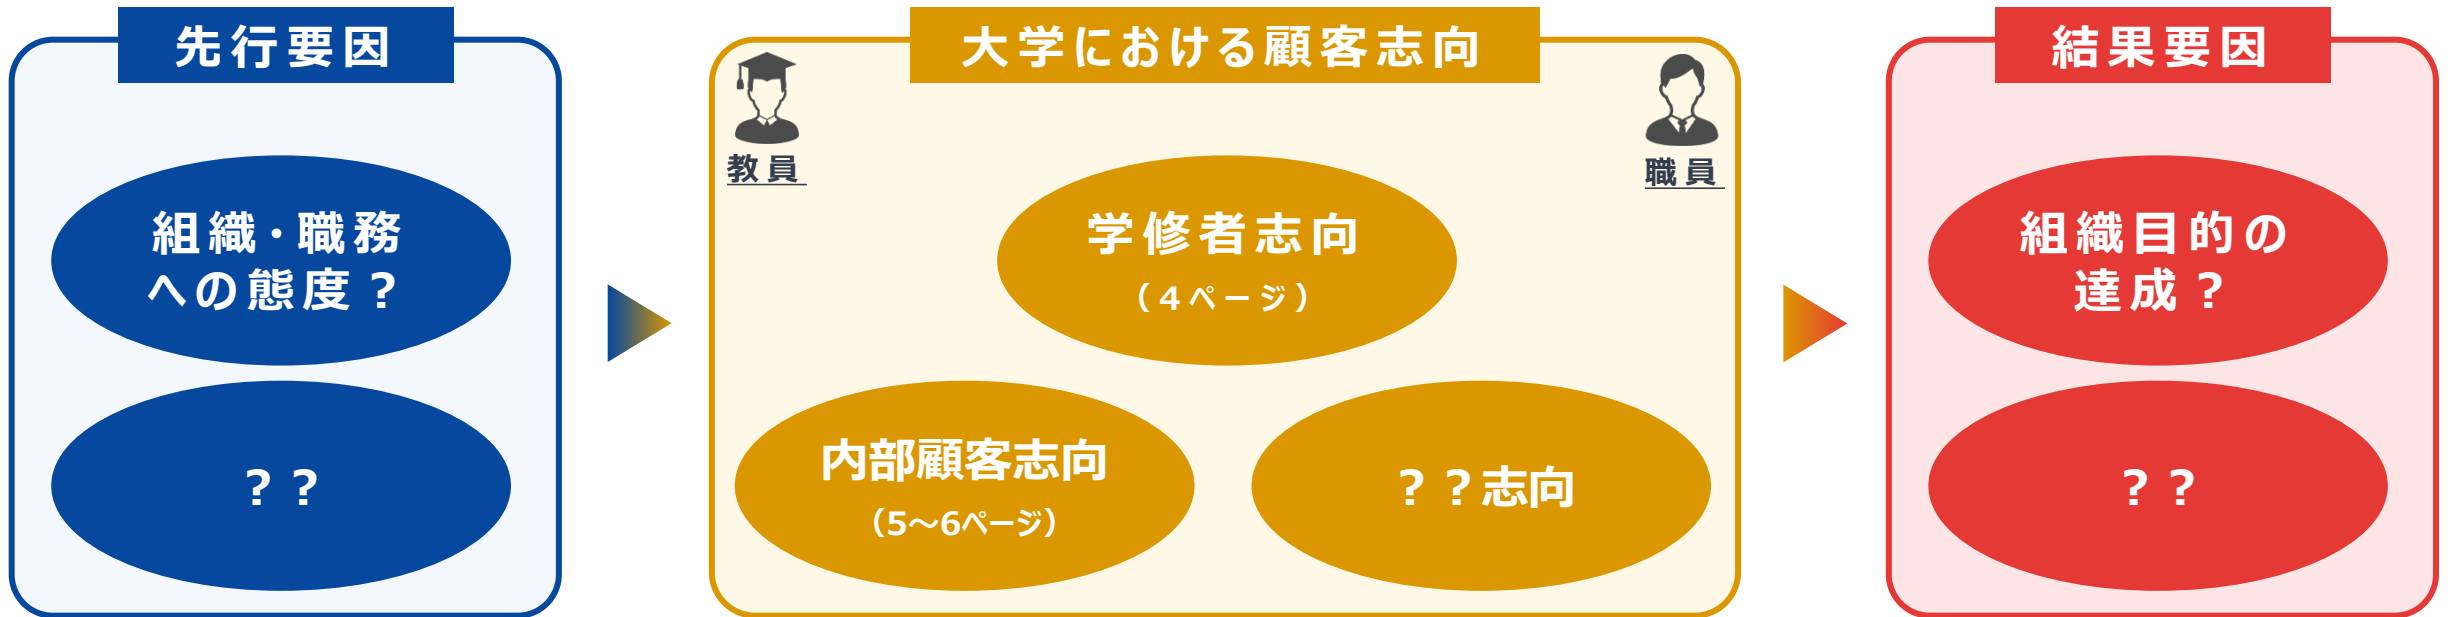 先行要因
組織・職務
への態度？
？？
大学における顧客志向
教員
職員
学修者志向
（４ページ）
内部顧客志向
（5～6ページ）
？？志向
結果要因
組織目的の
達成？
？？